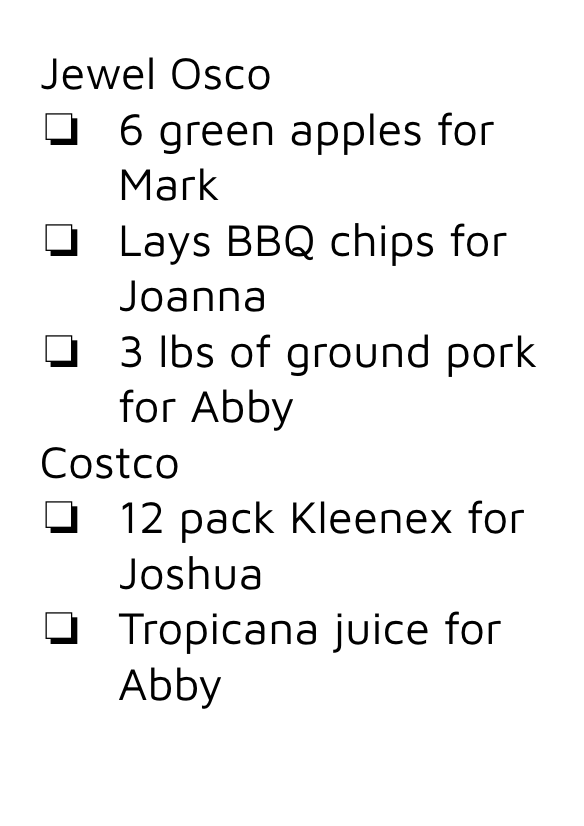 Jewel Osco
❏ 6 green apples for
Mark
❏ Lays BBQ chips for
Joanna
❏ 3 lbs of ground pork
for Abby
Costco
❏ 12 pack Kleenex for
Joshua
❏ Tropicana juice for
Abby